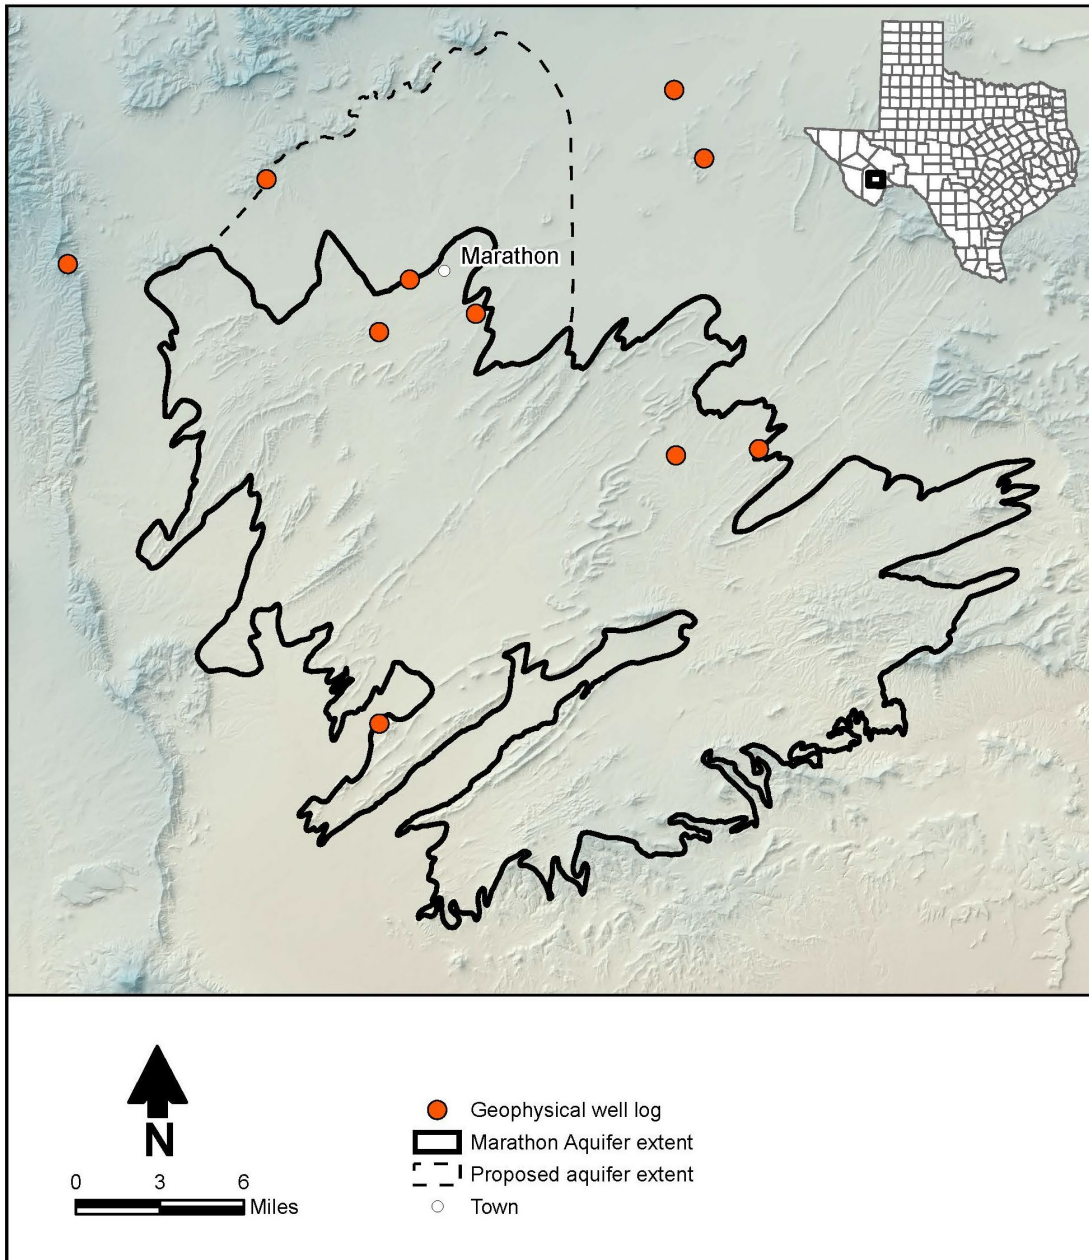 Marathon
N
0 3 6
Miles
Geophysical well log
Marathon Aquifer extent
Proposed aquifer extent
Town